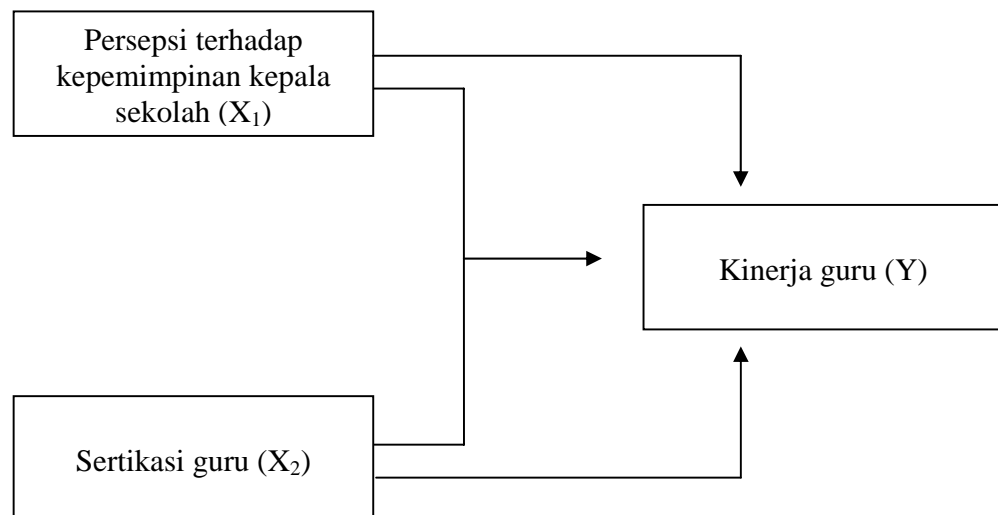 Persepsi terhadap
kepemimpinan kepala
sekolah (X₁)
Kinerja guru (Y)
Sertikasi guru (X₂)